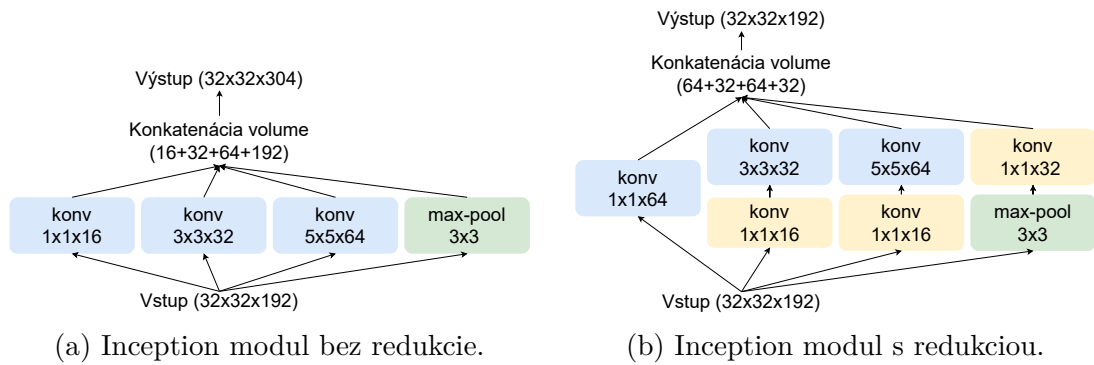 Výstup (32x32x304)
Konkatenácia volume
(16+32+64+192)
konv
1x1x16
konv
3x3x32
konv
5x5x64
max-pool
3x3
Vstup (32x32x192)
(a) Inception modul bez redukcie.
Výstup (32x32x192)
Konkatenácia volume
(64+32+64+32)
konv
1x1x64
konv
3x3x32
konv
5x5x64
konv
1x1x32
konv
1x1x16
konv
1x1x16
max-pool
3x3
Vstup (32x32x192)
(b) Inception modul s redukciou.